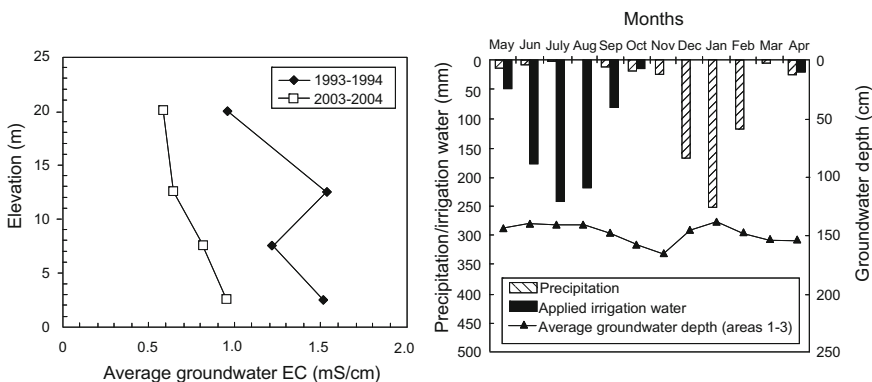 25
20
15
10
5
0
Elevation (m)
1993-1994
2003-2004
0 0.5 1.0 1.5 2.0
Average groundwater EC (mS/cm)
Months
May Jun July Aug Sep Oct Nov Dec Jan Feb Mar Apr
0
50
100
150
200
250
300
350
400
450
500
Precipitation/irrigation water (mm)
0
50
100
150
200
250
Groundwater depth (cm)
Precipitation
Applied irrigation water
Average groundwater depth (areas 1-3)